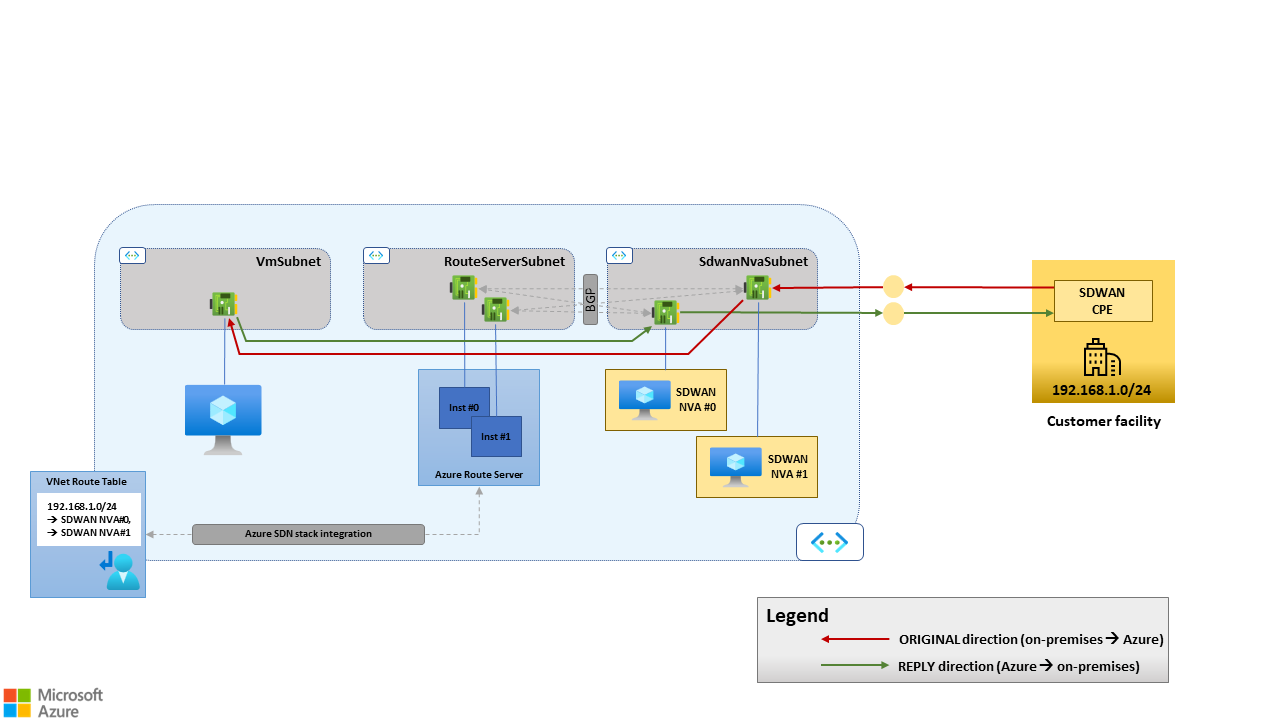 VmSubnet
RouteServerSubnet
SdwanNvaSubnet
BGP
SDWAN
CPE
192.168.1.0/24
Customer facility
Inst #0
Inst #1
Azure Route Server
SDWAN
NVA #0
SDWAN
NVA #1
VNet Route Table
192.168.1.0/24
→ SDWAN NVA#0,
→ SDWAN NVA#1
Azure SDN stack integration
Legend
ORIGINAL direction (on-premises → Azure)
REPLY direction (Azure → on-premises)
Microsoft
Azure